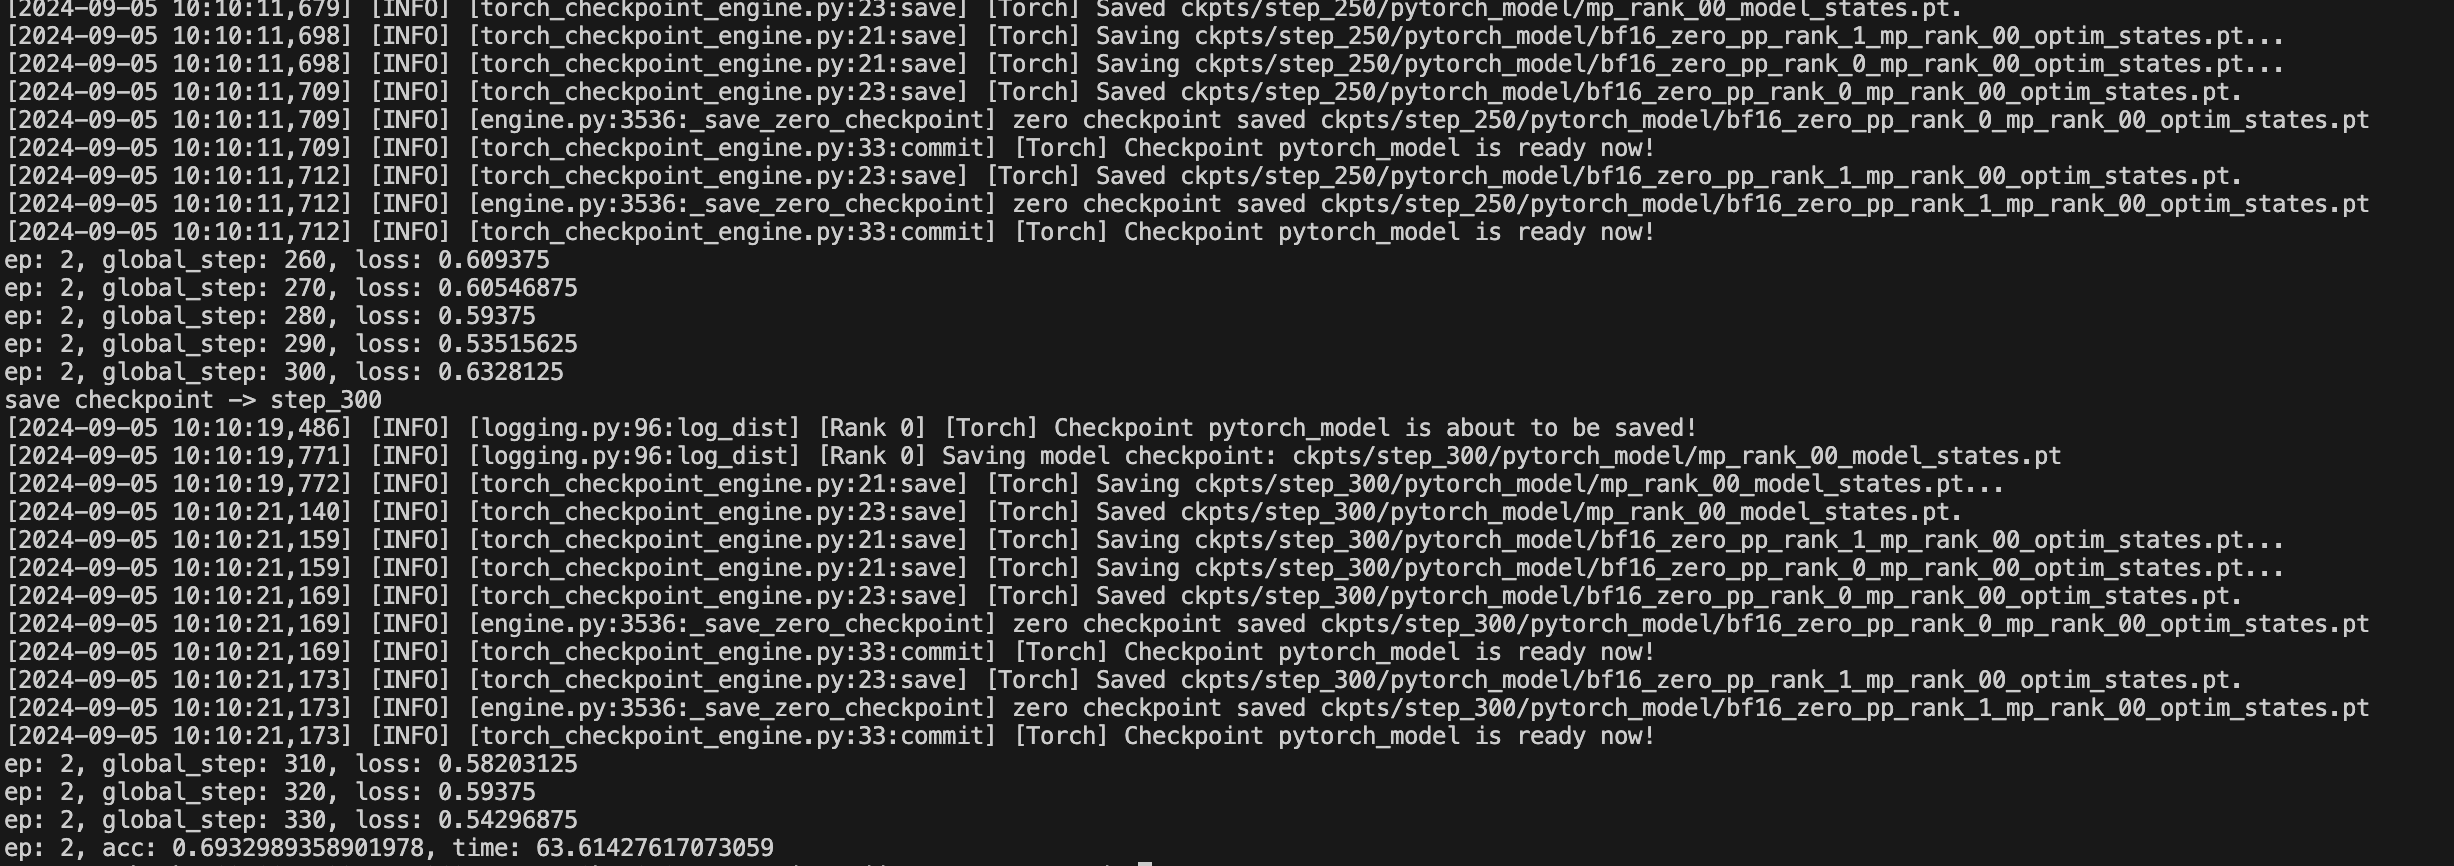 [2024-09-05 10:10:11,679] [INFO] [torch_checkpoint_engine.py:23:save] [Torch] Saved ckpts/step_250/pytorch_model/mp_rank_00_model_states.pt.
[2024-09-05 10:10:11,698] [INFO] [torch_checkpoint_engine.py:21:save] [Torch] Saving ckpts/step_250/pytorch_model/bf16_zero_pp_rank_1_mp_rank_00_optim_states.pt...
[2024-09-05 10:10:11,698] [INFO] [torch_checkpoint_engine.py:21:save] [Torch] Saving ckpts/step_250/pytorch_model/bf16_zero_pp_rank_0_mp_rank_00_optim_states.pt...
[2024-09-05 10:10:11,709] [INFO] [torch_checkpoint_engine.py:23:save] [Torch] Saved ckpts/step_250/pytorch_model/bf16_zero_pp_rank_0_mp_rank_00_optim_states.pt.
[2024-09-05 10:10:11,709] [INFO] [engine.py:3536:_save_zero_checkpoint] zero checkpoint saved ckpts/step_250/pytorch_model/bf16_zero_pp_rank_0_mp_rank_00_optim_states.pt
[2024-09-05 10:10:11,709] [INFO] [torch_checkpoint_engine.py:33:commit] [Torch] Checkpoint pytorch_model is ready now!
[2024-09-05 10:10:11,712] [INFO] [torch_checkpoint_engine.py:23:save] [Torch] Saved ckpts/step_250/pytorch_model/bf16_zero_pp_rank_1_mp_rank_00_optim_states.pt.
[2024-09-05 10:10:11,712] [INFO] [engine.py:3536:_save_zero_checkpoint] zero checkpoint saved ckpts/step_250/pytorch_model/bf16_zero_pp_rank_1_mp_rank_00_optim_states.pt
[2024-09-05 10:10:11,712] [INFO] [torch_checkpoint_engine.py:33:commit] [Torch] Checkpoint pytorch_model is ready now!
ep: 2, global_step: 260, loss: 0.609375
ep: 2, global_step: 270, loss: 0.60546875
ep: 2, global_step: 280, loss: 0.59375
ep: 2, global_step: 290, loss: 0.53515625
ep: 2, global_step: 300, loss: 0.6328125
save checkpoint -> step_300
[2024-09-05 10:10:19,486] [INFO] [logging.py:96:log_dist] [Rank 0] [Torch] Checkpoint pytorch_model is about to be saved!
[2024-09-05 10:10:19,771] [INFO] [logging.py:96:log_dist] [Rank 0] Saving model checkpoint: ckpts/step_300/pytorch_model/mp_rank_00_model_states.pt
[2024-09-05 10:10:19,772] [INFO] [torch_checkpoint_engine.py:21:save] [Torch] Saving ckpts/step_300/pytorch_model/mp_rank_00_model_states.pt...
[2024-09-05 10:10:21,140] [INFO] [torch_checkpoint_engine.py:23:save] [Torch] Saved ckpts/step_300/pytorch_model/mp_rank_00_model_states.pt.
[2024-09-05 10:10:21,159] [INFO] [torch_checkpoint_engine.py:21:save] [Torch] Saving ckpts/step_300/pytorch_model/bf16_zero_pp_rank_1_mp_rank_00_optim_states.pt...
[2024-09-05 10:10:21,159] [INFO] [torch_checkpoint_engine.py:21:save] [Torch] Saving ckpts/step_300/pytorch_model/bf16_zero_pp_rank_0_mp_rank_00_optim_states.pt...
[2024-09-05 10:10:21,169] [INFO] [torch_checkpoint_engine.py:23:save] [Torch] Saved ckpts/step_300/pytorch_model/bf16_zero_pp_rank_0_mp_rank_00_optim_states.pt.
[2024-09-05 10:10:21,169] [INFO] [engine.py:3536:_save_zero_checkpoint] zero checkpoint saved ckpts/step_300/pytorch_model/bf16_zero_pp_rank_0_mp_rank_00_optim_states.pt
[2024-09-05 10:10:21,169] [INFO] [torch_checkpoint_engine.py:33:commit] [Torch] Checkpoint pytorch_model is ready now!
[2024-09-05 10:10:21,173] [INFO] [torch_checkpoint_engine.py:23:save] [Torch] Saved ckpts/step_300/pytorch_model/bf16_zero_pp_rank_1_mp_rank_00_optim_states.pt.
[2024-09-05 10:10:21,173] [INFO] [engine.py:3536:_save_zero_checkpoint] zero checkpoint saved ckpts/step_300/pytorch_model/bf16_zero_pp_rank_1_mp_rank_00_optim_states.pt
[2024-09-05 10:10:21,173] [INFO] [torch_checkpoint_engine.py:33:commit] [Torch] Checkpoint pytorch_model is ready now!
ep: 2, global_step: 310, loss: 0.58203125
ep: 2, global_step: 320, loss: 0.59375
ep: 2, global_step: 330, loss: 0.54296875
ep: 2, acc: 0.6932989358901978, time: 63.61427617073059